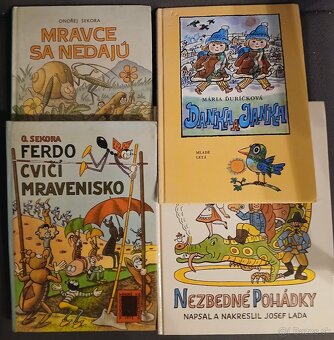 ONDŘEJ SEKORA
MRAVCE
SA NEDAJÚ
MÁRIA ĎURÍČKOVÁ
DANKA A JANKA
MLADÉ
LETÁ
O. SEKORA
FERDO
CVIČÍ
MRAVENISKO
NEZBEDNÉ POHÁDKY
NAPSAL A NAKRESLIL JOSEF LADA